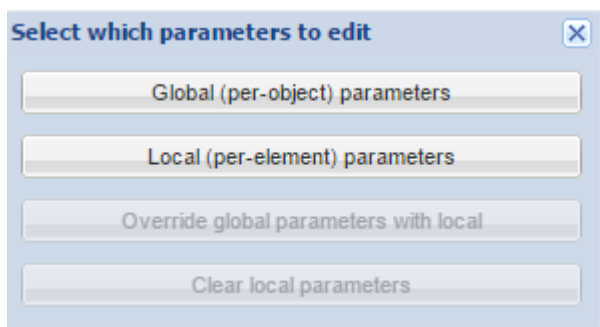 Select which parameters to edit
Global (per-object) parameters
Local (per-element) parameters
Override global parameters with local
Clear local parameters